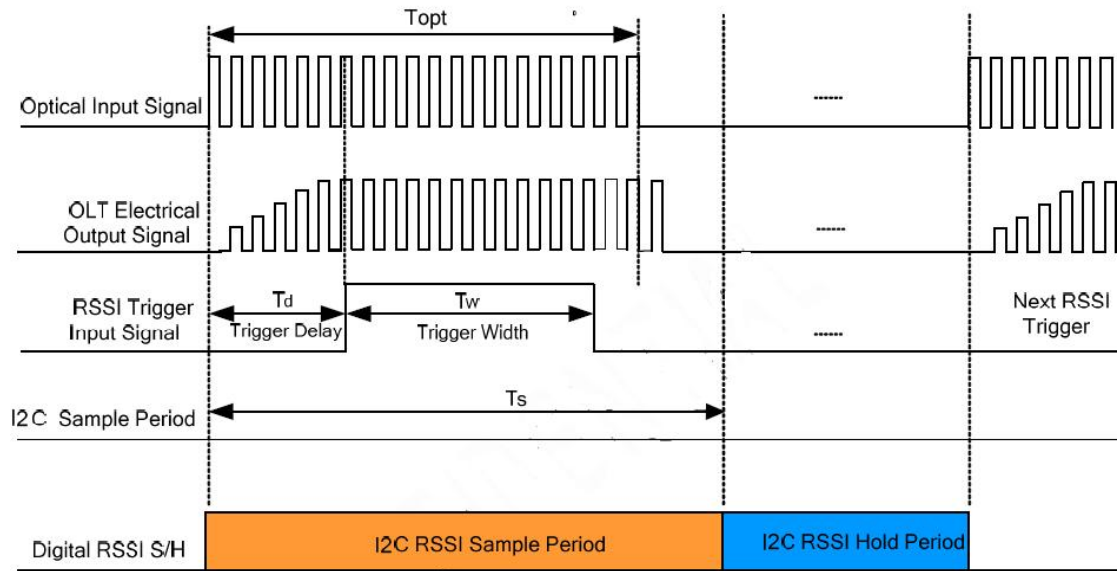 Topt
Optical Input Signal
------
OLT Electrical
Output Signal
------
RSSI Trigger
Input Signal
Td
Trigger Delay
Tw
Trigger Width
------
Next RSSI
Trigger
I2C Sample Period
Ts
Digital RSSI S/H
I2C RSSI Sample Period
I2C RSSI Hold Period